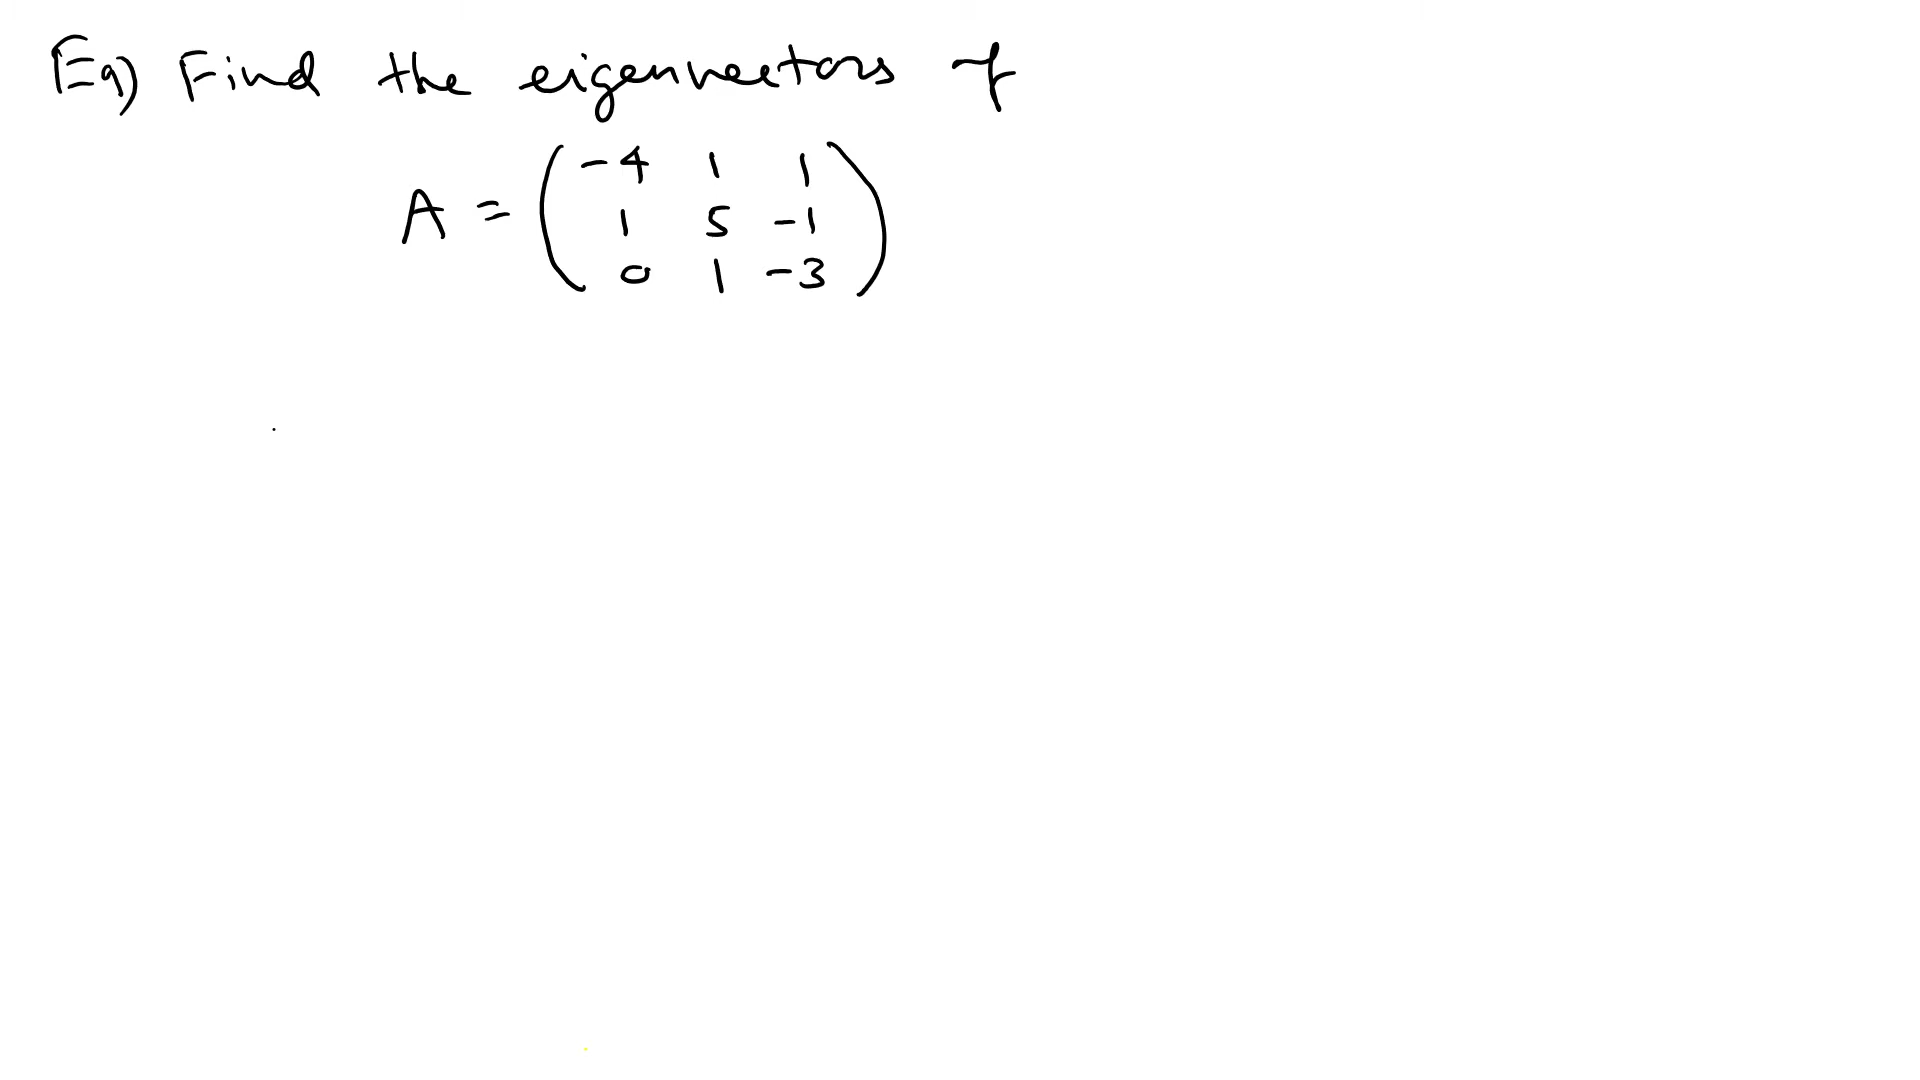 Eg) Find the eigenvectors of
A = ( -4 1 1
1 5 -1
0 1 -3 )